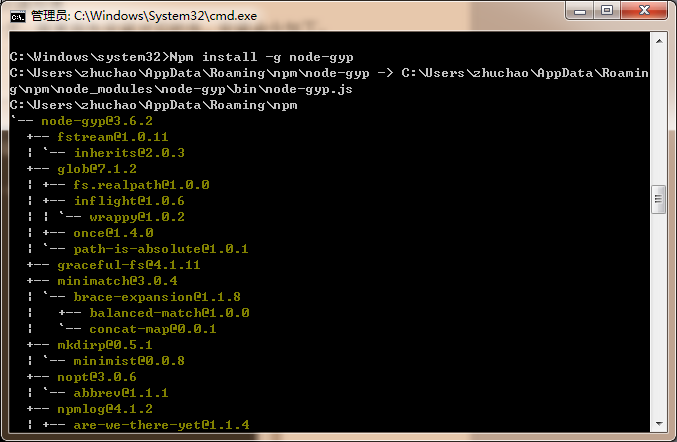 管理员: C:\Windows\System32\cmd.exe
C:\Windows\system32>Npm install -g node-gyp
C:\Users\zhuchao\AppData\Roaming\npm\node-gyp -> C:\Users\zhuchao\AppData\Roamin
g\npm\node_modules\node-gyp\bin\node-gyp.js
C:\Users\zhuchao\AppData\Roaming\npm
`-- node-gyp@3.6.2
  +-- fstream@1.0.11
  | `-- inherits@2.0.3
  +-- glob@7.1.2
  | +-- fs.realpath@1.0.0
  | +-- inflight@1.0.6
  | | `-- wrappy@1.0.2
  | +-- once@1.4.0
  | `-- path-is-absolute@1.0.1
  +-- graceful-fs@4.1.11
  +-- minimatch@3.0.4
  | `-- brace-expansion@1.1.8
  |   +-- balanced-match@1.0.0
  |   `-- concat-map@0.0.1
  +-- mkdirp@0.5.1
  | `-- minimist@0.0.8
  +-- nopt@3.0.6
  | `-- abbrev@1.1.1
  +-- npmlog@4.1.2
  | +-- are-we-there-yet@1.1.4